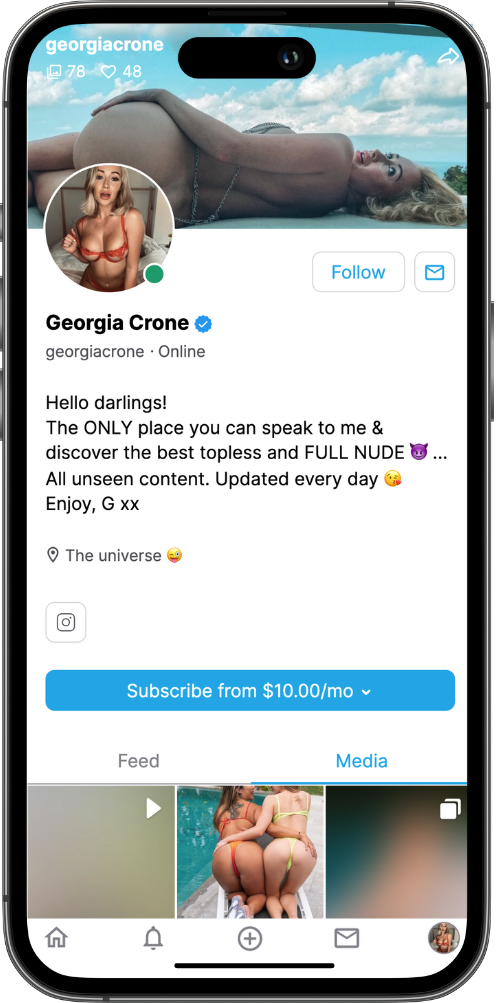 georgiacrone
78 48
Follow
Georgia Crone
georgiacrone · Online
Hello darlings!
The ONLY place you can speak to me &
discover the best topless and FULL NUDE 😈 ...
All unseen content. Updated every day 😘
Enjoy, G xx
The universe 😜
Subscribe from $10.00/mo
Feed Media